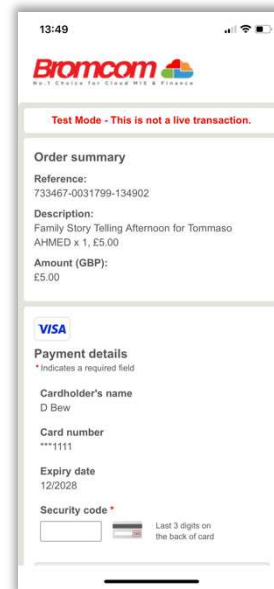 13:49
Bromcom
No.1 Choice for Cloud MIS & Finance
Test Mode - This is not a live transaction.
Order summary
Reference:
733467-0031799-134902
Description:
Family Story Telling Afternoon for Tommaso
AHMED x 1, £5.00
Amount (GBP):
£5.00
VISA
Payment details
* Indicates a required field
Cardholder's name
D Bew
Card number
***1111
Expiry date
12/2028
Security code *
Last 3 digits on
the back of card